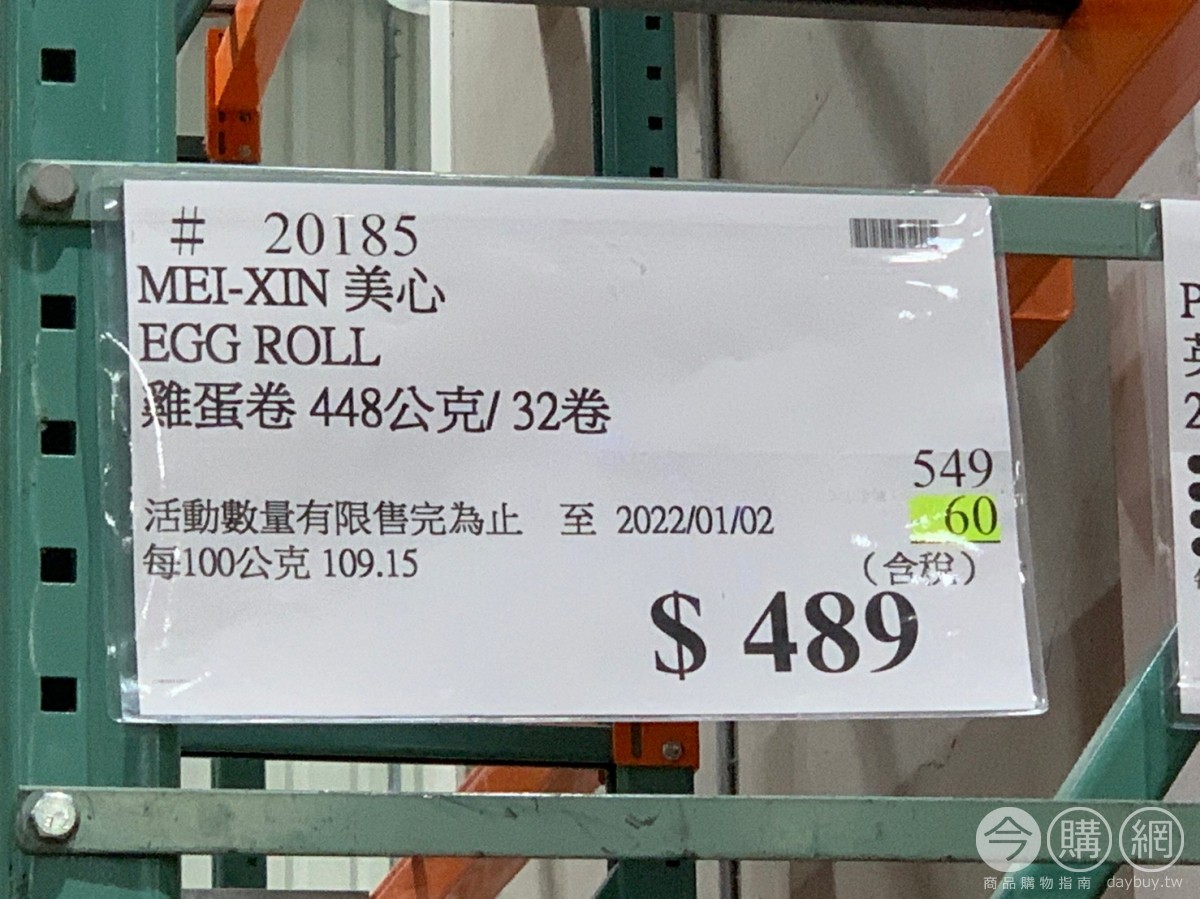 # 20185
MEI-XIN 美心
EGG ROLL
雞蛋卷 448公克/ 32卷
549
活動數量有限售完為止 至 2022/01/02 60
每100公克 109.15 (含稅)
$ 489
P
英
2
今購網
商品購物指南 daybuy.tw